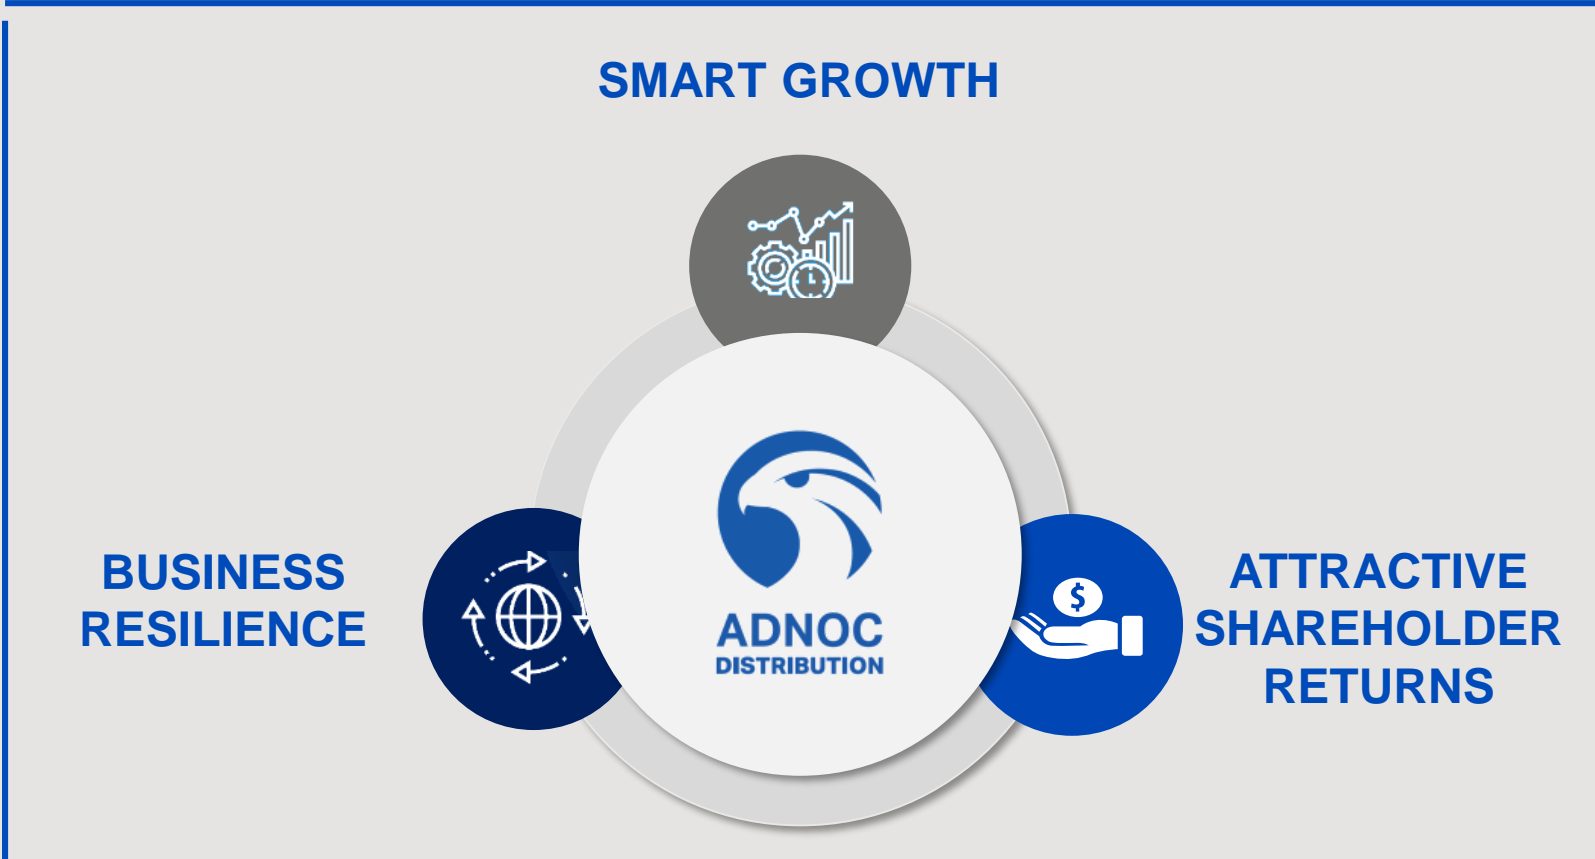 SMART GROWTH
BUSINESS
RESILIENCE
$
ADNOC
DISTRIBUTION
ATTRACTIVE
SHAREHOLDER
RETURNS